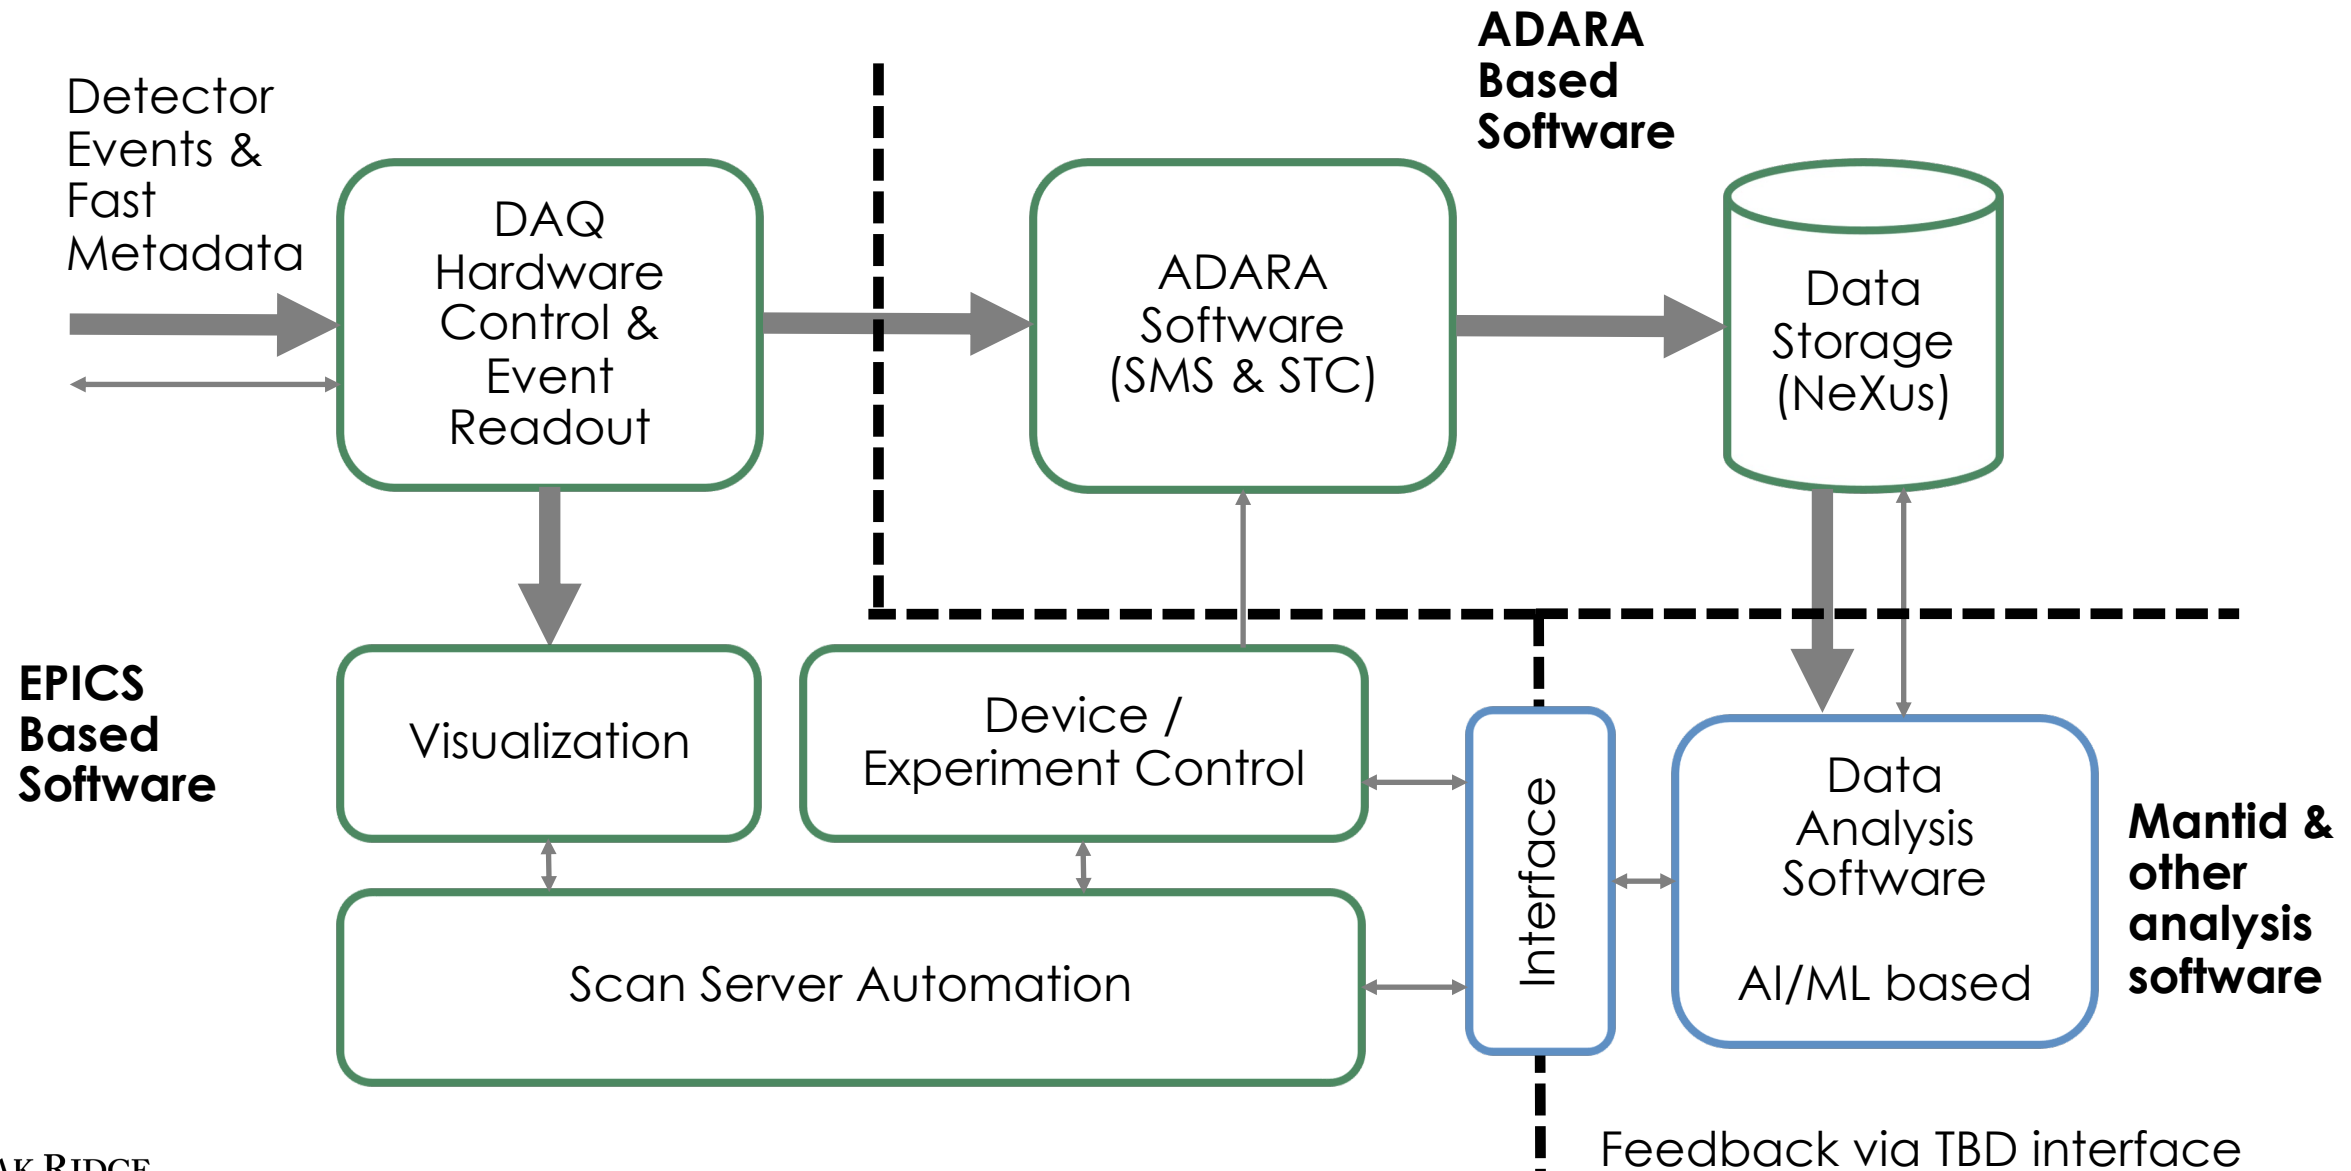 ADARA
Based
Software
Detector
Events &
Fast
Metadata
DAQ
Hardware
Control &
Event
Readout
ADARA
Software
(SMS & STC)
Data
Storage
(NeXus)
EPICS
Based
Software
Visualization
Device /
Experiment Control
Scan Server Automation
Interface
Data
Analysis
Software
AI/ML based
Mantid &
other
analysis
software
Feedback via TBD interface
RIDGE